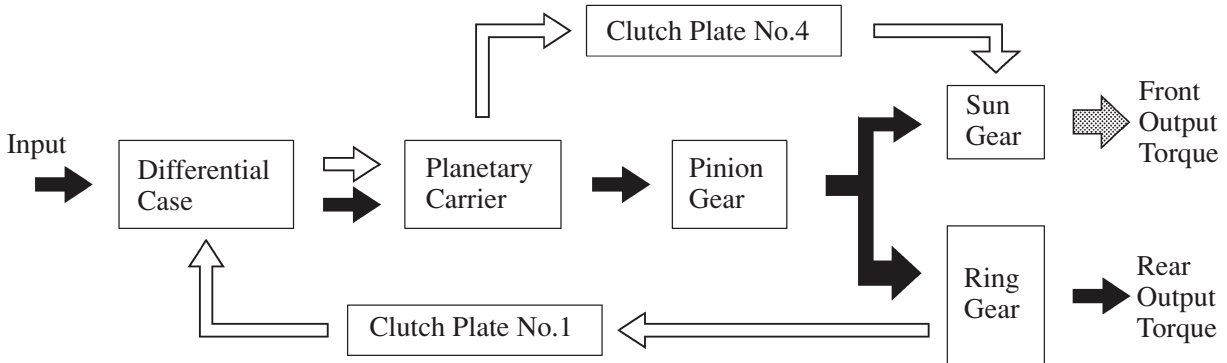 Clutch Plate No.4
Input
Differential
Case
Planetary
Carrier
Pinion
Gear
Sun
Gear
Front
Output
Torque
Ring
Gear
Rear
Output
Torque
Clutch Plate No.1